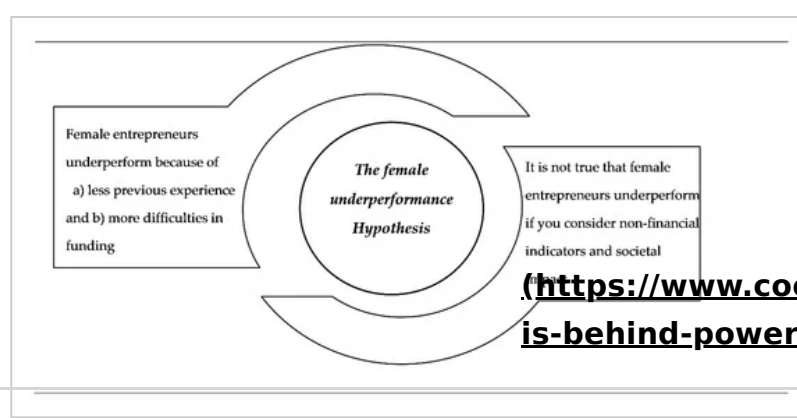 Female entrepreneurs
underperform because of
a) less previous experience
and b) more difficulties in
funding
The female
underperformance
Hypothesis
It is not true that female
entrepreneurs underperform
if you consider non-financial
indicators and societal
(https://www.coo
is-behind-power